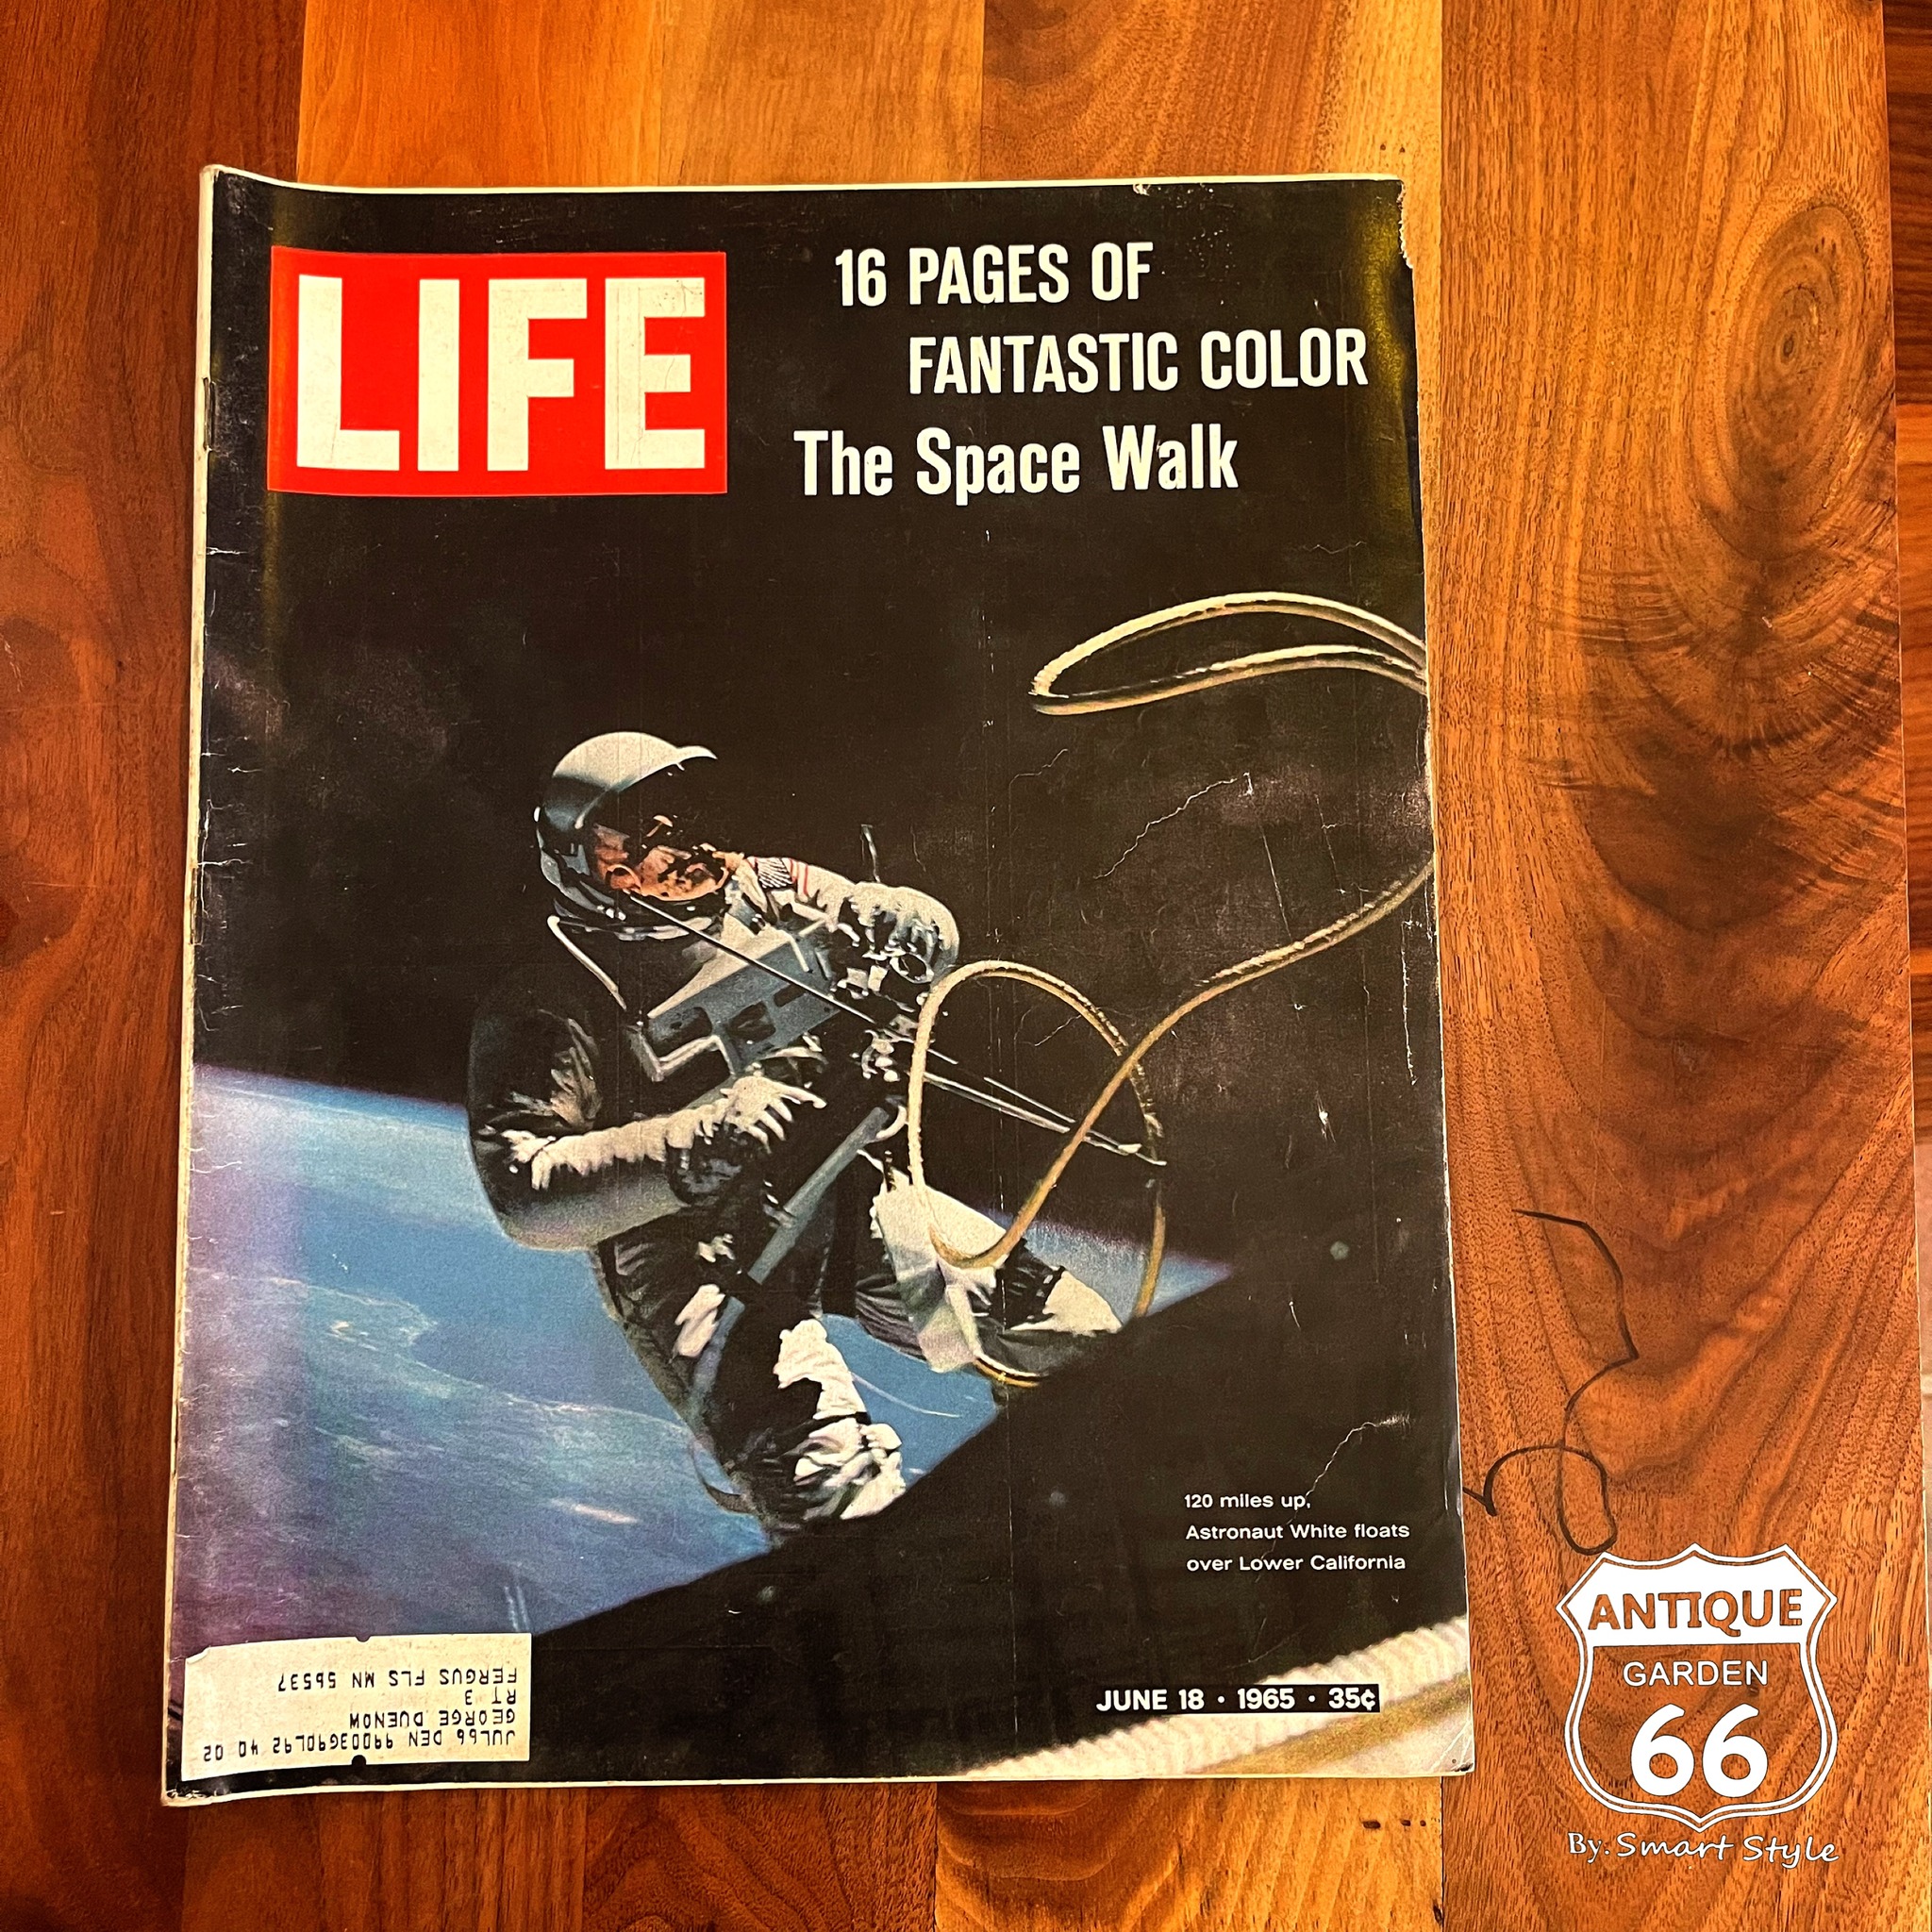 LIFE
16 PAGES OF
FANTASTIC COLOR
The Space Walk
120 miles up,
Astronaut White floats
over Lower California
JUNE 18 • 1965 • 35¢
JUL66 DEN 99003G90L92 40 02
GEORGE DUENOW
RT 3
FERGUS FLS MN 56537
ANTIQUE
GARDEN
66
By. Smart Style